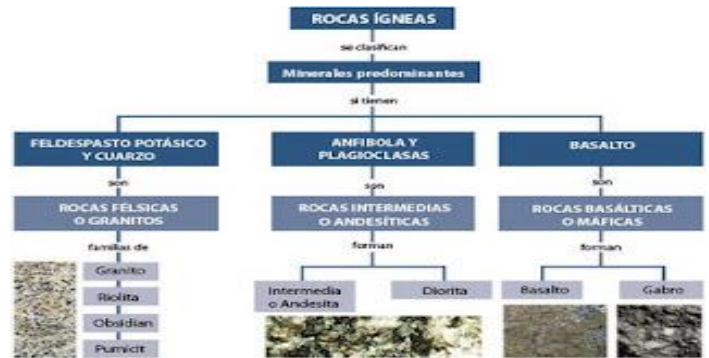 ROCAS ÍGNEAS
se clasifican
Minerales predominantes
si tienen
FELDESPASTO POTÁSICO
Y CUARZO
son
ROCAS FÉLSICAS
O GRANITOS
familias de
Granito
Riolita
Obsidian
Pumicit
ANFIBOLA Y
PLAGIOCLASAS
son
ROCAS INTERMEDIAS
O ANDESÍTICAS
forman
Intermedia
o Andesita
Diorita
BASALTO
son
ROCAS BASÁLTICAS
O MÁFICAS
forman
Basalto
Gabro